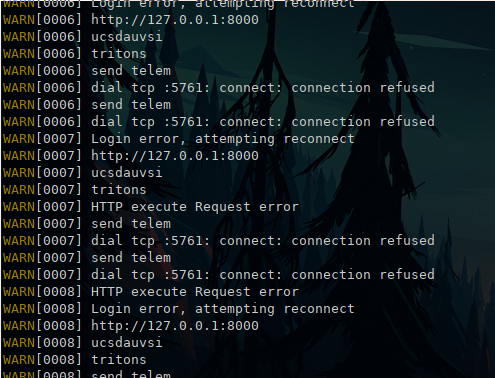 WARN[0006] Login error, attempting reconnect
WARN[0006] http://127.0.0.1:8000
WARN[0006] ucsdauvsi
WARN[0006] tritons
WARN[0006] send telem
WARN[0006] dial tcp :5761: connect: connection refused
WARN[0006] send telem
WARN[0006] dial tcp :5761: connect: connection refused
WARN[0007] Login error, attempting reconnect
WARN[0007] http://127.0.0.1:8000
WARN[0007] ucsdauvsi
WARN[0007] tritons
WARN[0007] HTTP execute Request error
WARN[0007] send telem
WARN[0007] dial tcp :5761: connect: connection refused
WARN[0007] send telem
WARN[0007] dial tcp :5761: connect: connection refused
WARN[0008] HTTP execute Request error
WARN[0008] Login error, attempting reconnect
WARN[0008] http://127.0.0.1:8000
WARN[0008] ucsdauvsi
WARN[0008] tritons
WARN[0008] send telem